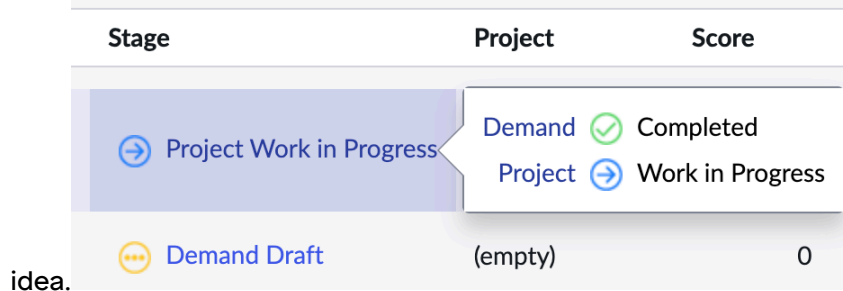 Stage Project Score
Demand Completed
Project Work in Progress
Project Work in Progress
Demand Draft (empty) 0
idea.